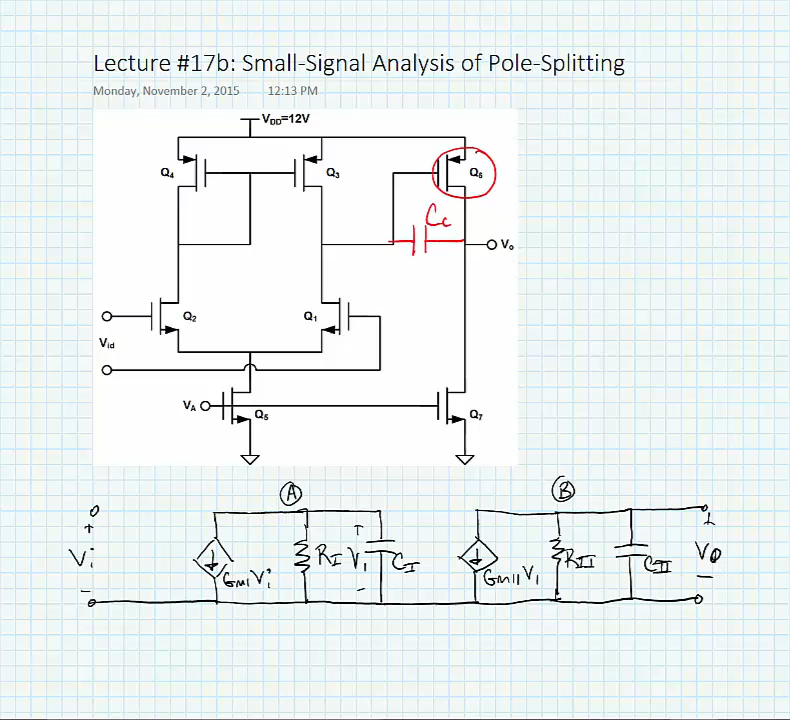 Lecture #17b: Small-Signal Analysis of Pole-Splitting
Monday, November 2, 2015 12:13 PM
VDD=12V
Q4 Q3 Q6
Cc
Vo
Q2 Q1
Vid
VA Q5 Q7
A B
+ + +
Vi GMIVi RI V1 CI GMIIV1 RII CII Vo
- - -